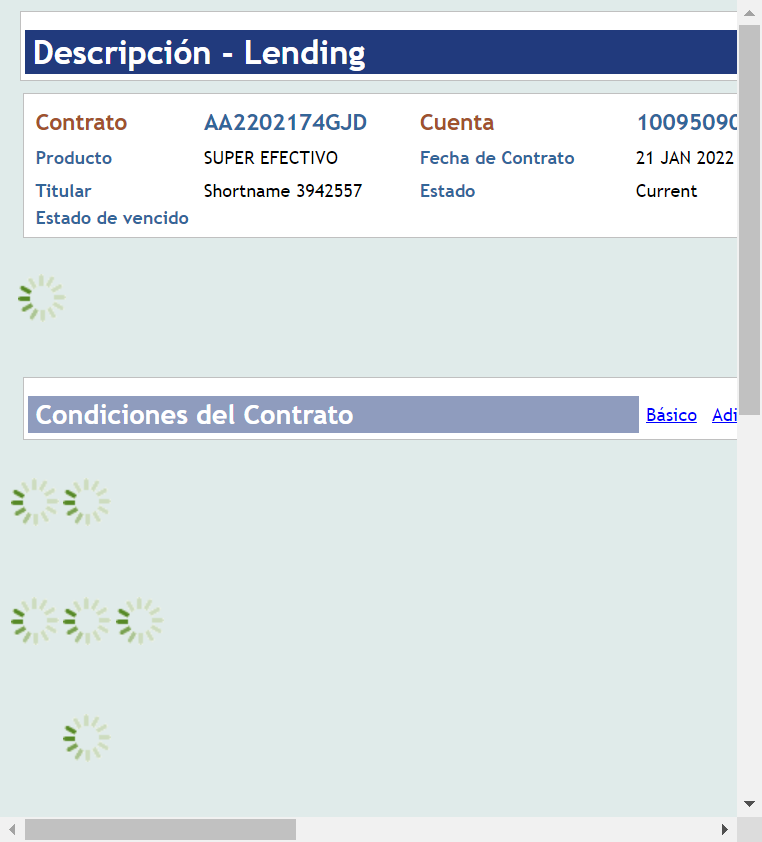 Descripción - Lending
Contrato AA2202174GJD Cuenta 10095090
Producto SUPER EFECTIVO Fecha de Contrato 21 JAN 2022
Titular Shortname 3942557 Estado Current
Estado de vencido
Condiciones del Contrato Básico Adi